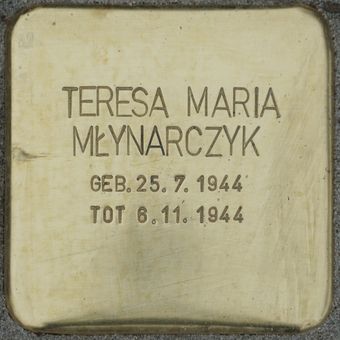 TERESA MARIA
MŁYNARCZYK
GEB. 25. 7. 1944
TOT 6. 11. 1944